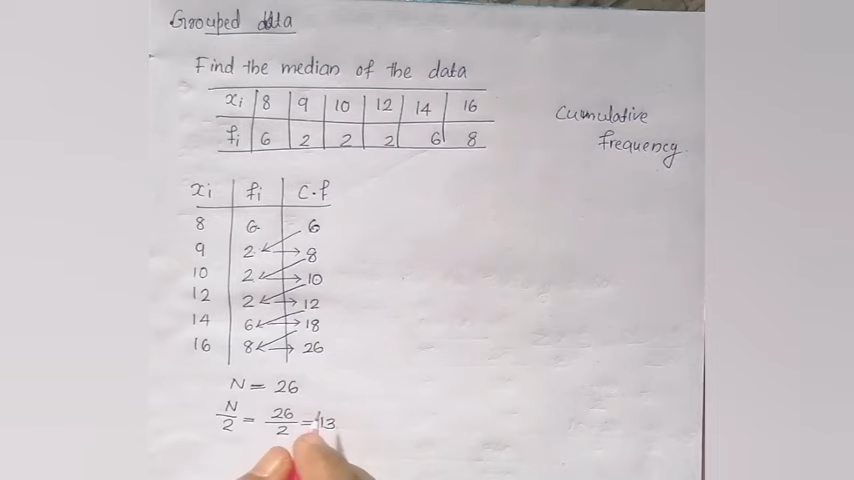 Grouped data
Find the median of the data
xi 8 9 10 12 14 16
fi 6 2 2 2 6 8
Cumulative
frequency
xi fi C.f
8 6 6
9 2 8
10 2 10
12 2 12
14 6 18
16 8 26
N = 26
N/2 = 26/2 = 13